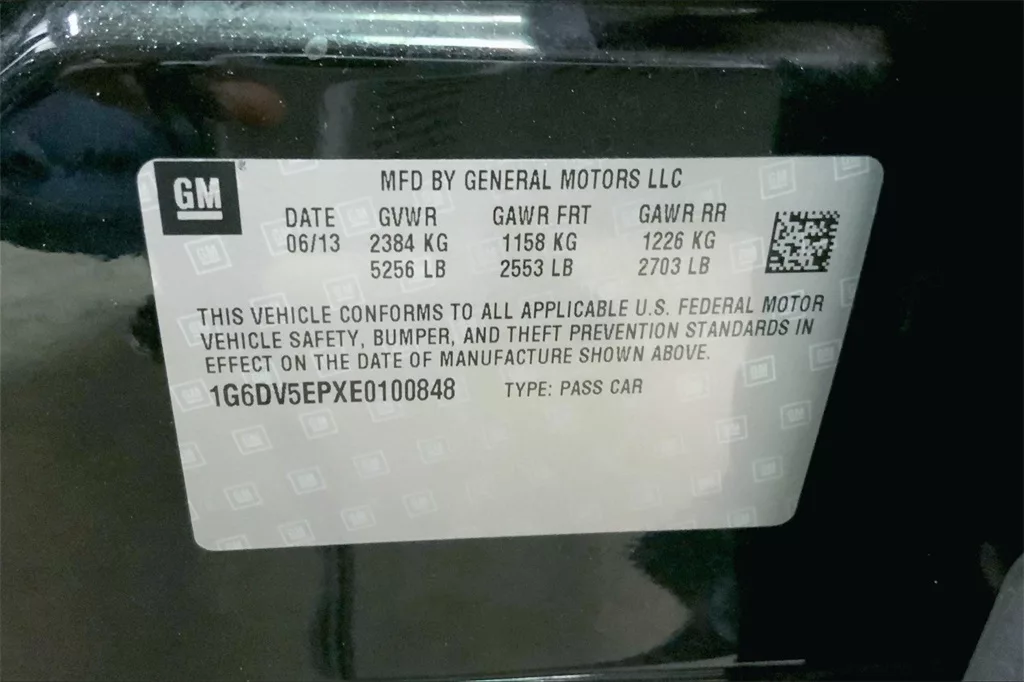 GM
MFD BY GENERAL MOTORS LLC
DATE GVWR GAWR FRT GAWR RR
06/13 2384 KG 1158 KG 1226 KG
5256 LB 2553 LB 2703 LB
THIS VEHICLE CONFORMS TO ALL APPLICABLE U.S. FEDERAL MOTOR
VEHICLE SAFETY, BUMPER, AND THEFT PREVENTION STANDARDS IN
EFFECT ON THE DATE OF MANUFACTURE SHOWN ABOVE.
1G6DV5EPXE0100848 TYPE: PASS CAR